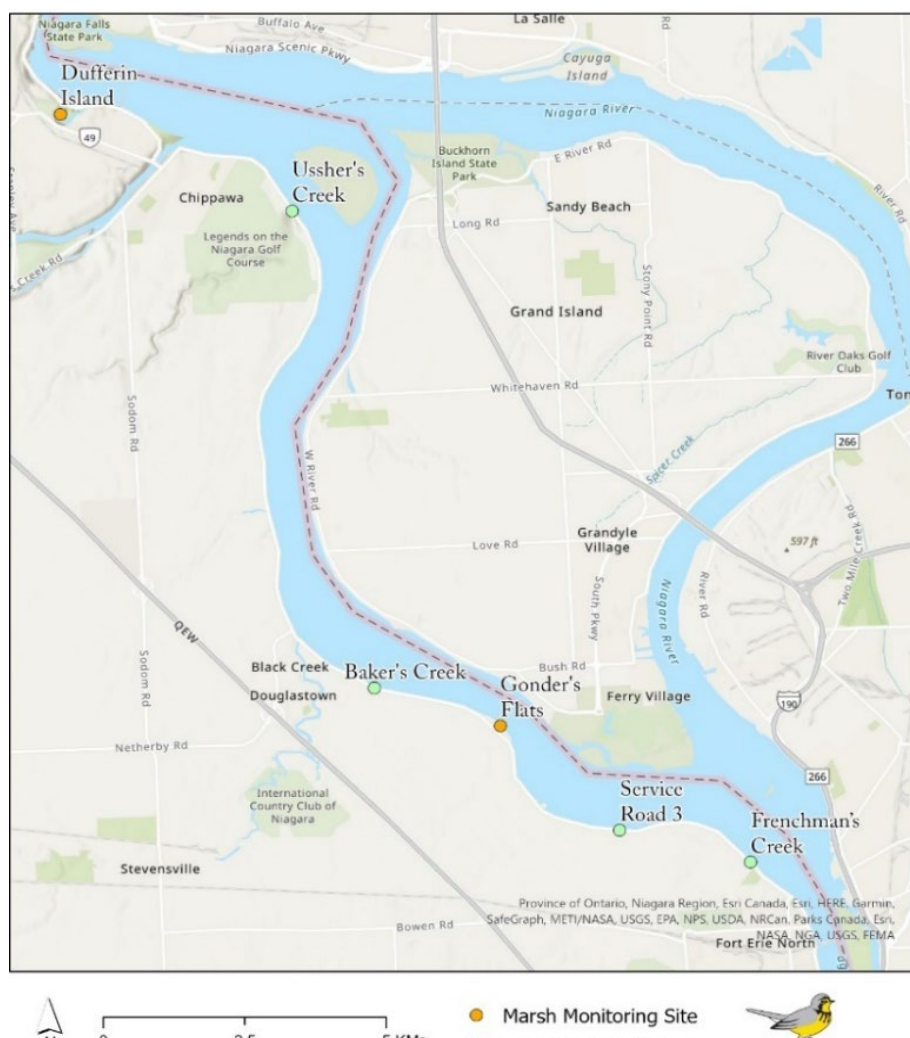 Niagara Falls
State Park
Buffalo Ave
La Salle
Niagara Scenic Pkwy
Cayuga
Island
Dufferin
Island
49
Niagara River
Buckhorn
Island State
Park
E River Rd
River Rd
Ussher's
Creek
Chippawa
Sandy Beach
Long Rd
Legends on the
Niagara Golf
Course
Creek Rd
Stony Point Rd
Grand Island
River Oaks Golf
Club
Whitehaven Rd
Ton
Sodom Rd
266
W River Rd
Spicer Creek
Two Mile Creek Rd
Love Rd
Grandyle
Village
597 ft
QEW
South Pkwy
Niagara River
River Rd
Sodom Rd
Black Creek
Baker's Creek
Bush Rd
Douglastown
Gonder's
Flats
Ferry Village
190
Netherby Rd
266
International
Country Club of
Niagara
Service
Road 3
Frenchman's
Creek
Stevensville
Province of Ontario, Niagara Region, Esri Canada, Esri, HERE, Garmin,
SafeGraph, METI/NASA, USGS, EPA, NPS, USDA, NRCan, Parks Canada, Esri,
NASA, NGA, USGS, FEMA
Bowen Rd
Fort Erie North
Marsh Monitoring Site
0 2.5 5 KMs